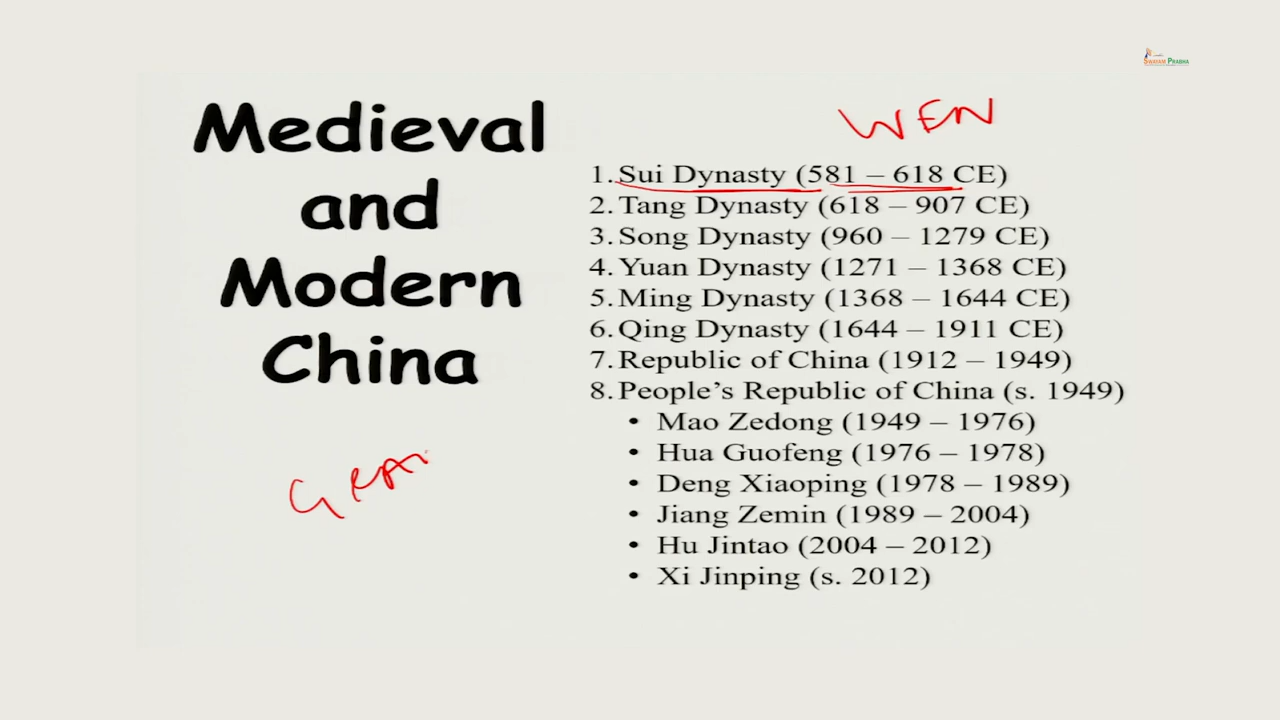 SWAYAM PRABHA
WEN
Medieval
and
Modern
China
1. Sui Dynasty (581 – 618 CE)
2. Tang Dynasty (618 – 907 CE)
3. Song Dynasty (960 – 1279 CE)
4. Yuan Dynasty (1271 – 1368 CE)
5. Ming Dynasty (1368 – 1644 CE)
6. Qing Dynasty (1644 – 1911 CE)
7. Republic of China (1912 – 1949)
8. People’s Republic of China (s. 1949)
• Mao Zedong (1949 – 1976)
• Hua Guofeng (1976 – 1978)
• Deng Xiaoping (1978 – 1989)
• Jiang Zemin (1989 – 2004)
• Hu Jintao (2004 – 2012)
• Xi Jinping (s. 2012)